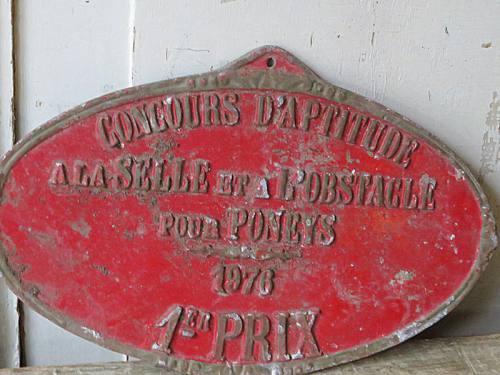 CONCOURS D'APTITUDE
A LA SELLE ET A L'OBSTACLE
POUR PONEYS
1976
1ER PRIX